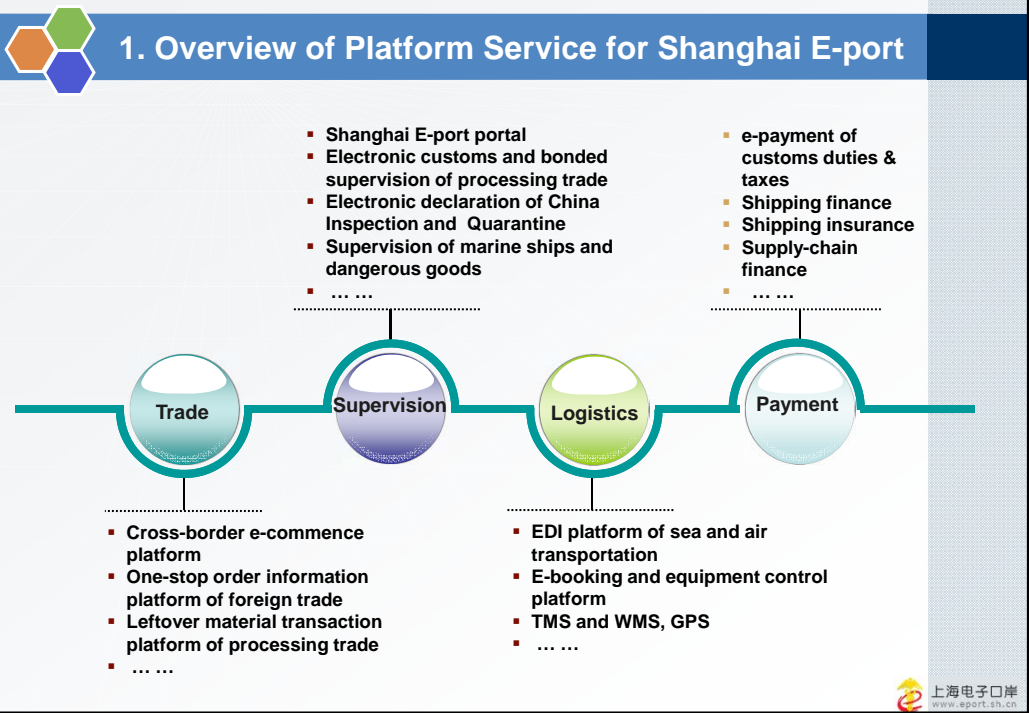 1. Overview of Platform Service for Shanghai E-port
Shanghai E-port portal
Electronic customs and bonded
supervision of processing trade
Electronic declaration of China
Inspection and Quarantine
Supervision of marine ships and
dangerous goods
... ...
e-payment of
customs duties &
taxes
Shipping finance
Shipping insurance
Supply-chain
finance
... ...
Trade
Supervision
Logistics
Payment
Cross-border e-commence
platform
One-stop order information
platform of foreign trade
Leftover material transaction
platform of processing trade
... ...
EDI platform of sea and air
transportation
E-booking and equipment control
platform
TMS and WMS, GPS
... ...
上海电子口岸
www.eport.sh.cn